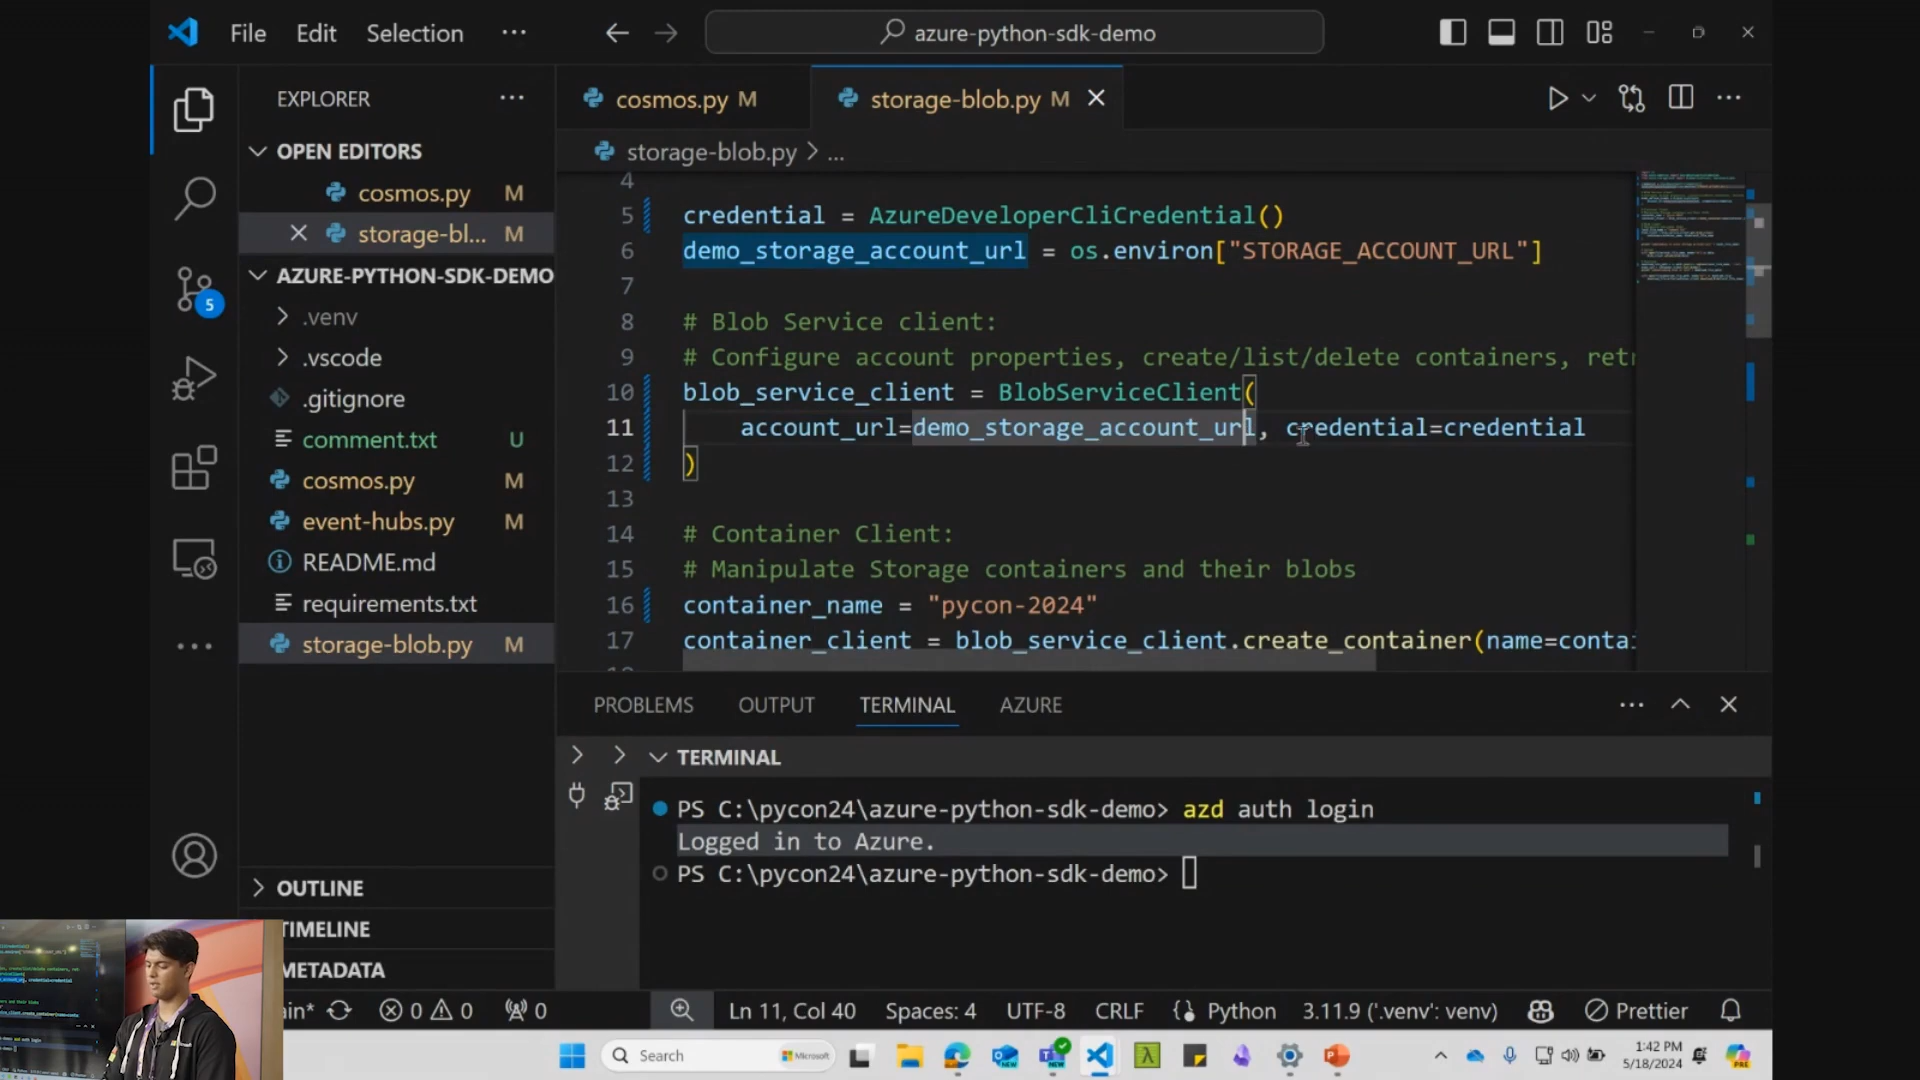 File Edit Selection ···
azure-python-sdk-demo
EXPLORER ···
OPEN EDITORS
cosmos.py M
storage-bl... M
AZURE-PYTHON-SDK-DEMO
.venv
.vscode
.gitignore
comment.txt U
cosmos.py M
event-hubs.py M
README.md
requirements.txt
storage-blob.py M
5
OUTLINE
TIMELINE
METADATA
cosmos.py M
storage-blob.py M
storage-blob.py > ...
4
5 credential = AzureDeveloperCliCredential()
6 demo_storage_account_url = os.environ["STORAGE_ACCOUNT_URL"]
7
8 # Blob Service client:
9 # Configure account properties, create/list/delete containers, retr
10 blob_service_client = BlobServiceClient(
11 account_url=demo_storage_account_url, credential=credential
12 )
13
14 # Container Client:
15 # Manipulate Storage containers and their blobs
16 container_name = "pycon-2024"
17 container_client = blob_service_client.create_container(name=contai
PROBLEMS OUTPUT TERMINAL AZURE
TERMINAL
PS C:\pycon24\azure-python-sdk-demo> azd auth login
Logged in to Azure.
PS C:\pycon24\azure-python-sdk-demo>
ain* 0 0 0 Ln 11, Col 40 Spaces: 4 UTF-8 CRLF Python 3.11.9 ('.venv': venv) Prettier
Search Microsoft
1:42 PM
5/18/2024